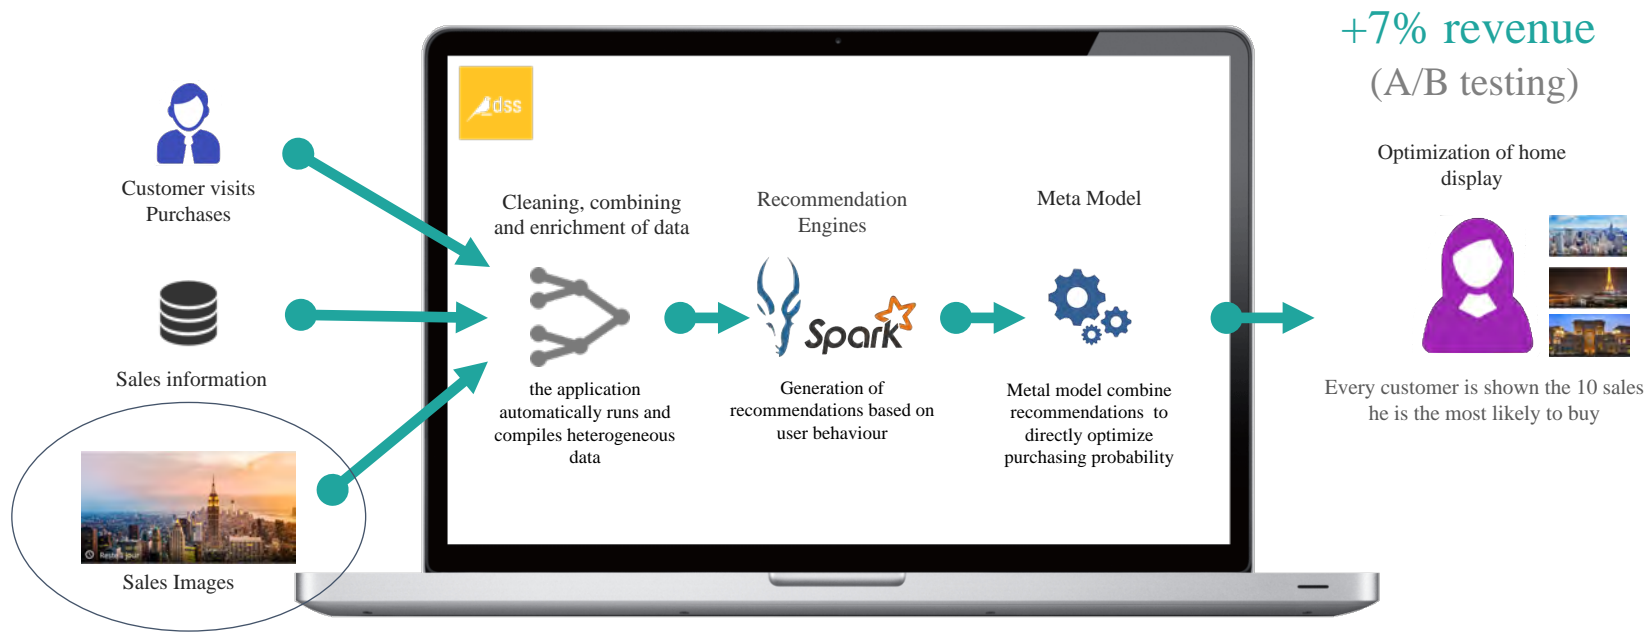 +7% revenue
(A/B testing)
dss
Customer visits
Purchases
Sales information
Reste 1 jour
Sales Images
Cleaning, combining
and enrichment of data
the application
automatically runs and
compiles heterogeneous
data
Recommendation
Engines
Spark
Generation of
recommendations based on
user behaviour
Meta Model
Metal model combine
recommendations to
directly optimize
purchasing probability
Optimization of home
display
Every customer is shown the 10 sales
he is the most likely to buy